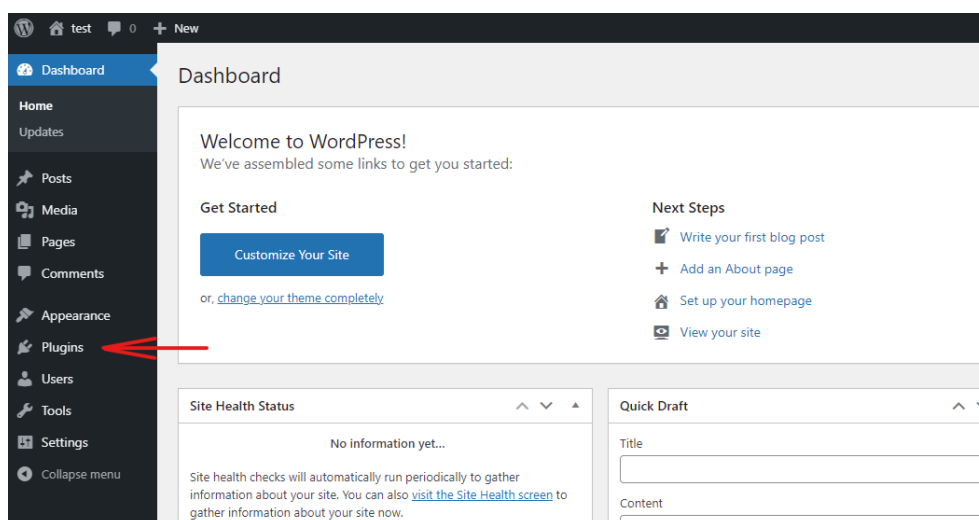 test 0 New
Dashboard
Home
Updates
Posts
Media
Pages
Comments
Appearance
Plugins
Users
Tools
Settings
Collapse menu
Dashboard
Welcome to WordPress!
We've assembled some links to get you started:
Get Started
Customize Your Site
or, change your theme completely
Next Steps
Write your first blog post
Add an About page
Set up your homepage
View your site
Site Health Status
No information yet...
Site health checks will automatically run periodically to gather
information about your site. You can also visit the Site Health screen to
gather information about your site now.
Quick Draft
Title
Content